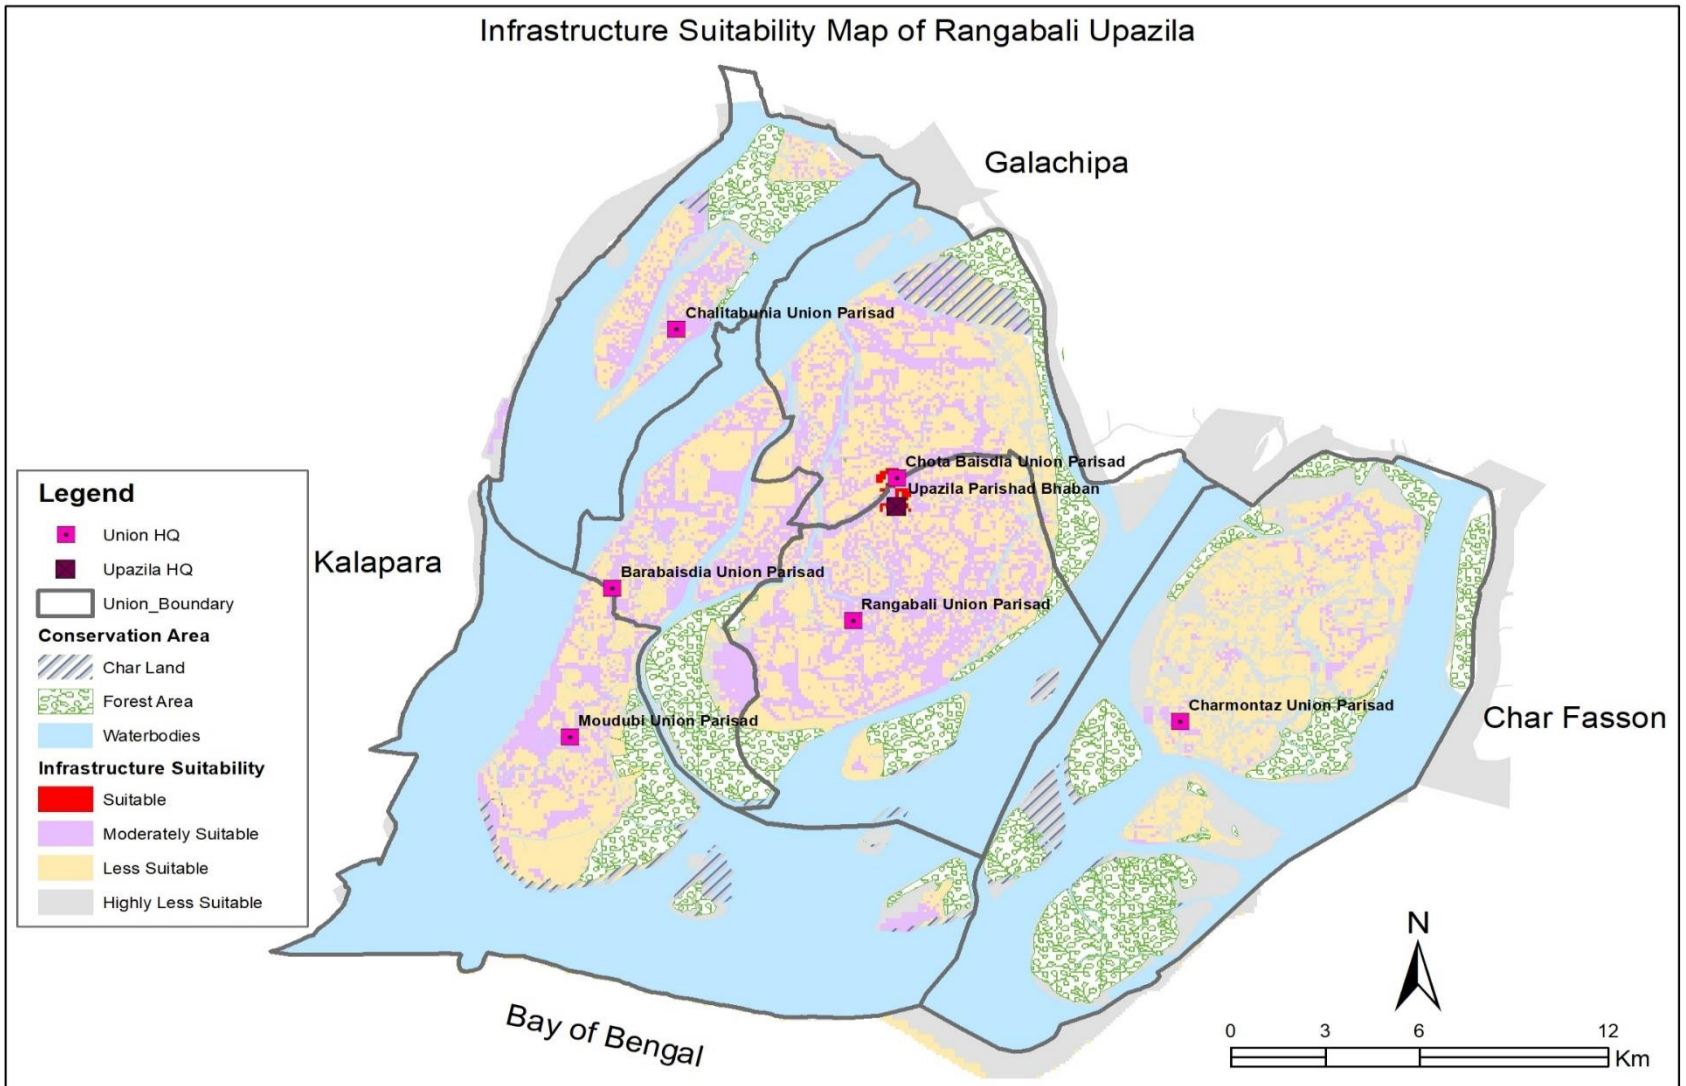 Infrastructure Suitability Map of Rangabali Upazila
Galachipa
Chalitabunia Union Parisad
Chota Baisdia Union Parisad
Upazila Parishad Bhaban
Kalapara
Barabaisdia Union Parisad
Rangabali Union Parisad
Moudubi Union Parisad
Charmontaz Union Parisad
Char Fasson
Bay of Bengal
Legend
Union HQ
Upazila HQ
Union_Boundary
Conservation Area
Char Land
Forest Area
Waterbodies
Infrastructure Suitability
Suitable
Moderately Suitable
Less Suitable
Highly Less Suitable
N
0 3 6 12
Km